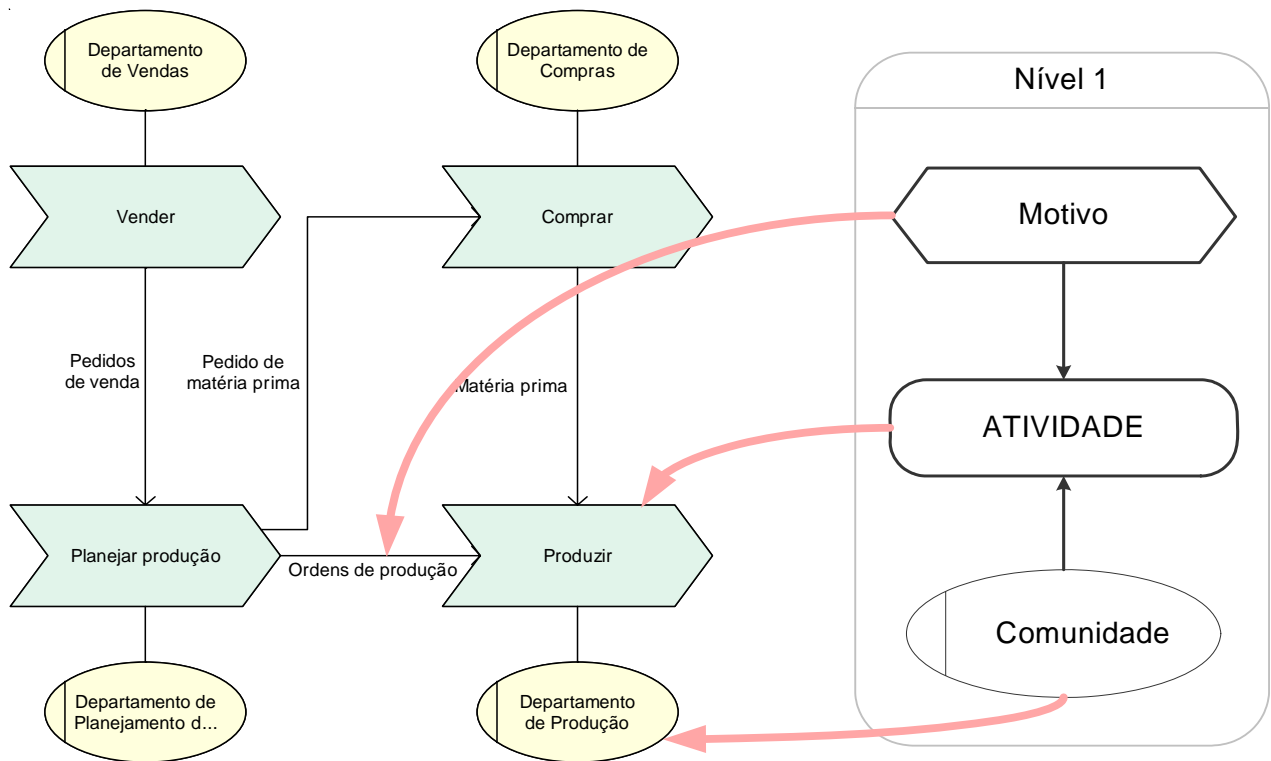 Departamento
de Vendas
Departamento de
Compras
Nível 1
Vender
Comprar
Motivo
Pedidos
de venda
Pedido de
matéria prima
Matéria prima
ATIVIDADE
Planejar produção
Ordens de produção
Produzir
Comunidade
Departamento de
Planejamento d...
Departamento
de Produção